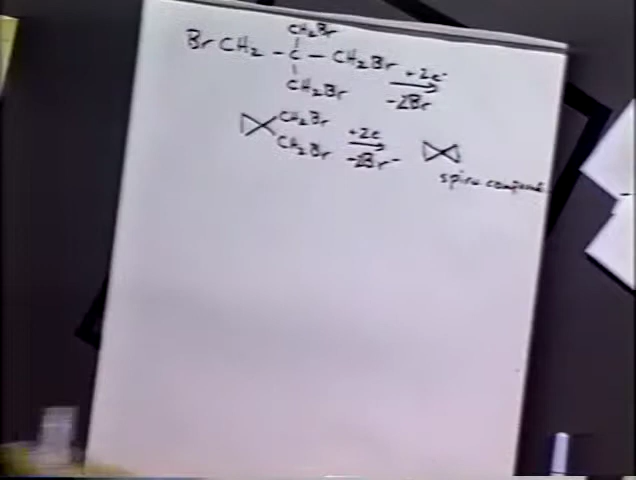 CH₂Br
BrCH₂ - C - CH₂Br +2e⁻
CH₂Br -2Br
CH₂Br +2e
CH₂Br -2Br⁻
spiro compound